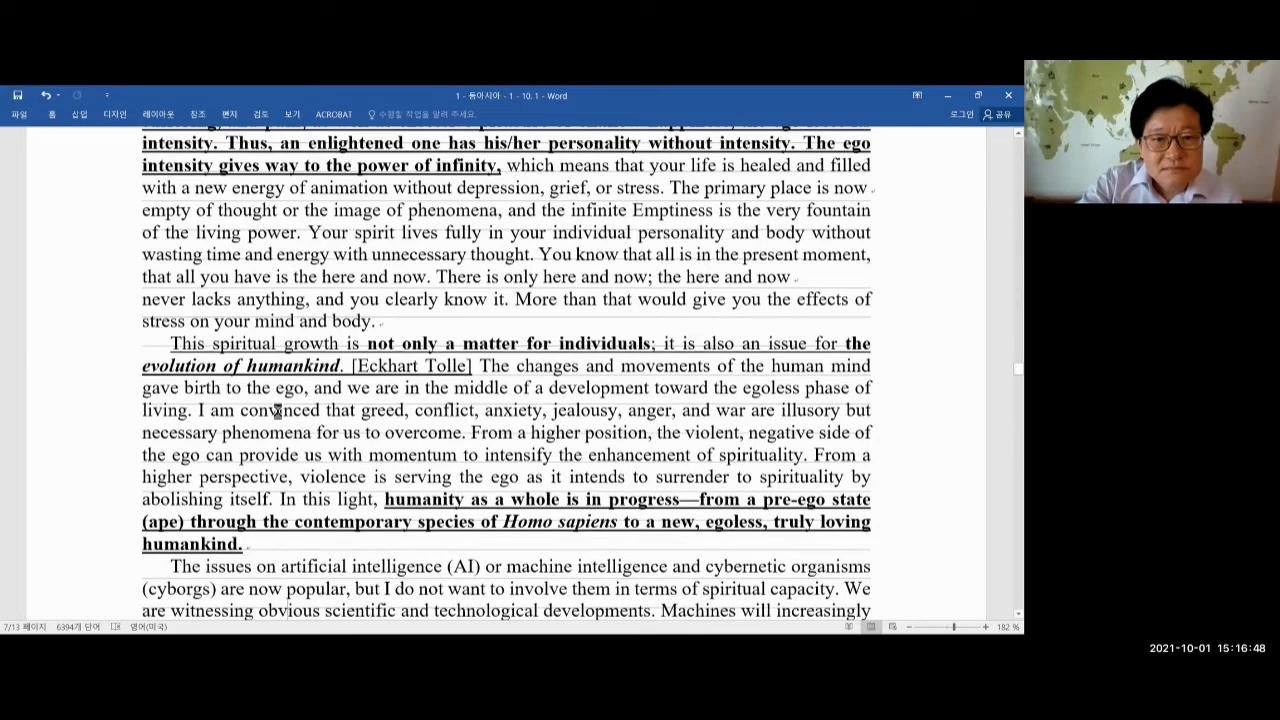 1 - 동아시아 - 1 - 10. 1 - Word
파일 홈 삽입 디자인 레이아웃 참조 편지 검토 보기 ACROBAT 수행할 작업을 알려 주세요. 로그인 공유
intensity. Thus, an enlightened one has his/her personality without intensity. The ego
intensity gives way to the power of infinity, which means that your life is healed and filled
with a new energy of animation without depression, grief, or stress. The primary place is now
empty of thought or the image of phenomena, and the infinite Emptiness is the very fountain
of the living power. Your spirit lives fully in your individual personality and body without
wasting time and energy with unnecessary thought. You know that all is in the present moment,
that all you have is the here and now. There is only here and now; the here and now
never lacks anything, and you clearly know it. More than that would give you the effects of
stress on your mind and body.
This spiritual growth is not only a matter for individuals; it is also an issue for the
evolution of humankind. [Eckhart Tolle] The changes and movements of the human mind
gave birth to the ego, and we are in the middle of a development toward the egoless phase of
living. I am convinced that greed, conflict, anxiety, jealousy, anger, and war are illusory but
necessary phenomena for us to overcome. From a higher position, the violent, negative side of
the ego can provide us with momentum to intensify the enhancement of spirituality. From a
higher perspective, violence is serving the ego as it intends to surrender to spirituality by
abolishing itself. In this light, humanity as a whole is in progress—from a pre-ego state
(ape) through the contemporary species of Homo sapiens to a new, egoless, truly loving
humankind.
The issues on artificial intelligence (AI) or machine intelligence and cybernetic organisms
(cyborgs) are now popular, but I do not want to involve them in terms of spiritual capacity. We
are witnessing obvious scientific and technological developments. Machines will increasingly
7/13 페이지 6394개 단어 영어(미국) 182 %
2021-10-01 15:16:48